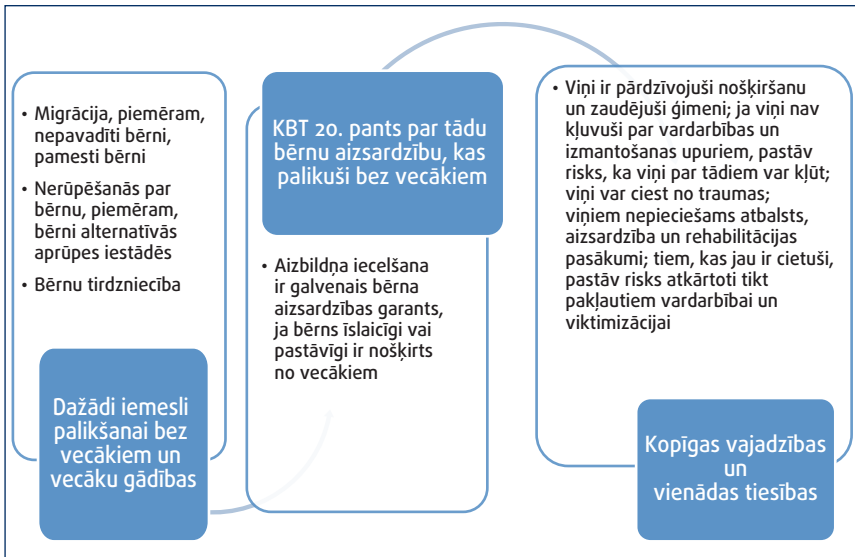 • Migrācija, piemēram,
nepavadīti bērni,
pamesti bērni
• Nerūpēšanās par
bērnu, piemēram,
bērni alternatīvās
aprūpes iestādēs
• Bērnu tirdzniecība
Dažādi iemesli
palikšanai bez
vecākiem un
vecāku gādības
KBT 20. pants par tādu
bērnu aizsardzību, kas
palikuši bez vecākiem
• Aizbildņa iecelšana
ir galvenais bērna
aizsardzības garants,
ja bērns īslaicīgi vai
pastāvīgi ir nošķirts
no vecākiem
• Viņi ir pārdzīvojuši nošķiršanu
un zaudējuši ģimeni; ja viņi nav
kļuvuši par vardarbības un
izmantošanas upuriem, pastāv
risks, ka viņi par tādiem var kļūt;
viņi var ciest no traumas;
viņiem nepieciešams atbalsts,
aizsardzība un rehabilitācijas
pasākumi; tiem, kas jau ir cietuši,
pastāv risks atkārtoti tikt
pakļautiem vardarbībai un
viktimizācijai
Kopīgas vajadzības
un
vienādas tiesības